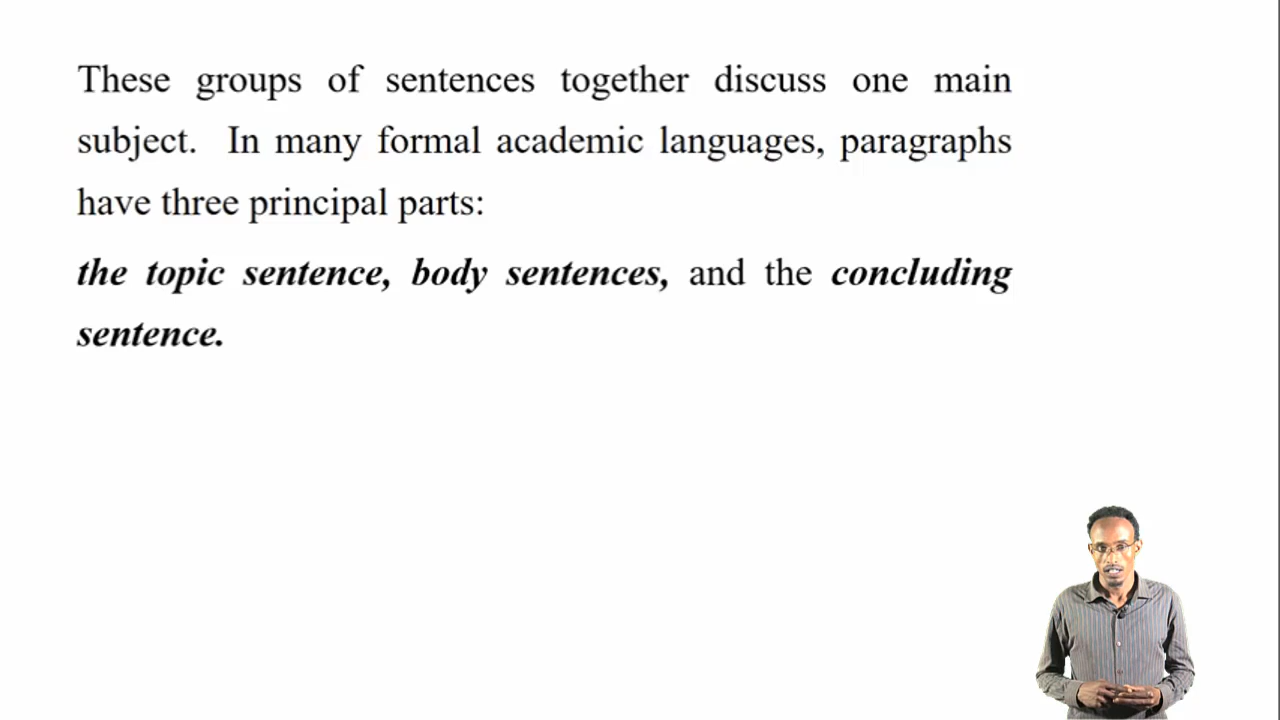 These groups of sentences together discuss one main
subject. In many formal academic languages, paragraphs
have three principal parts:
the topic sentence, body sentences, and the concluding
sentence.